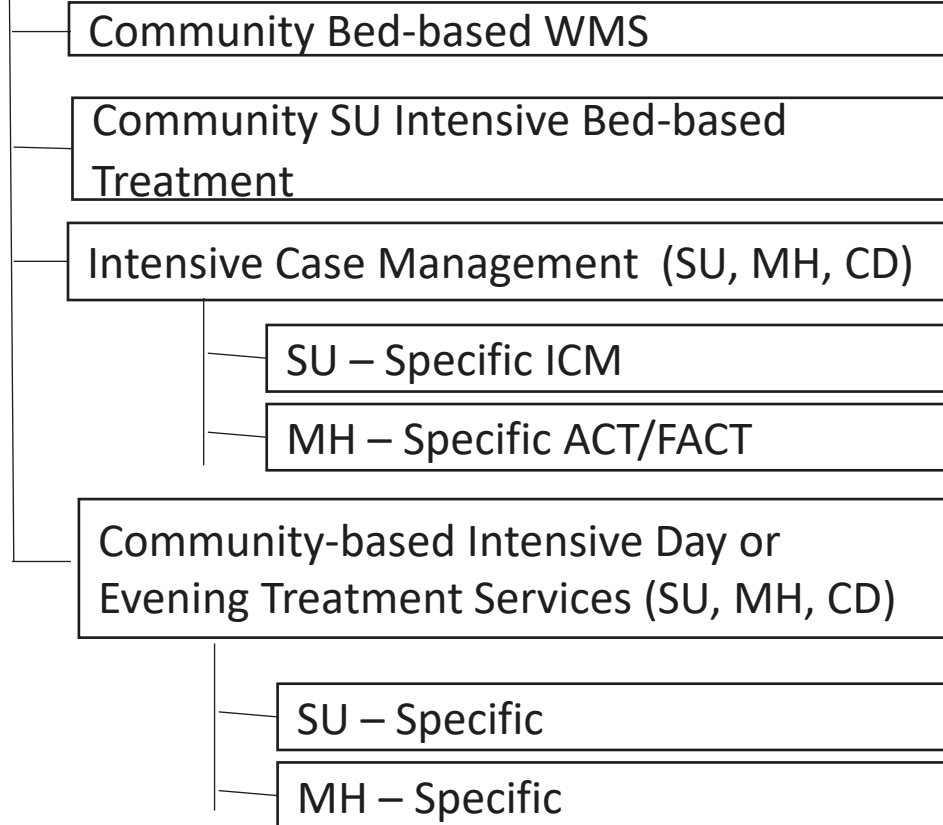 Community Bed-based WMS
Community SU Intensive Bed-based
Treatment
Intensive Case Management (SU, MH, CD)
SU – Specific ICM
MH – Specific ACT/FACT
Community-based Intensive Day or
Evening Treatment Services (SU, MH, CD)
SU – Specific
MH – Specific